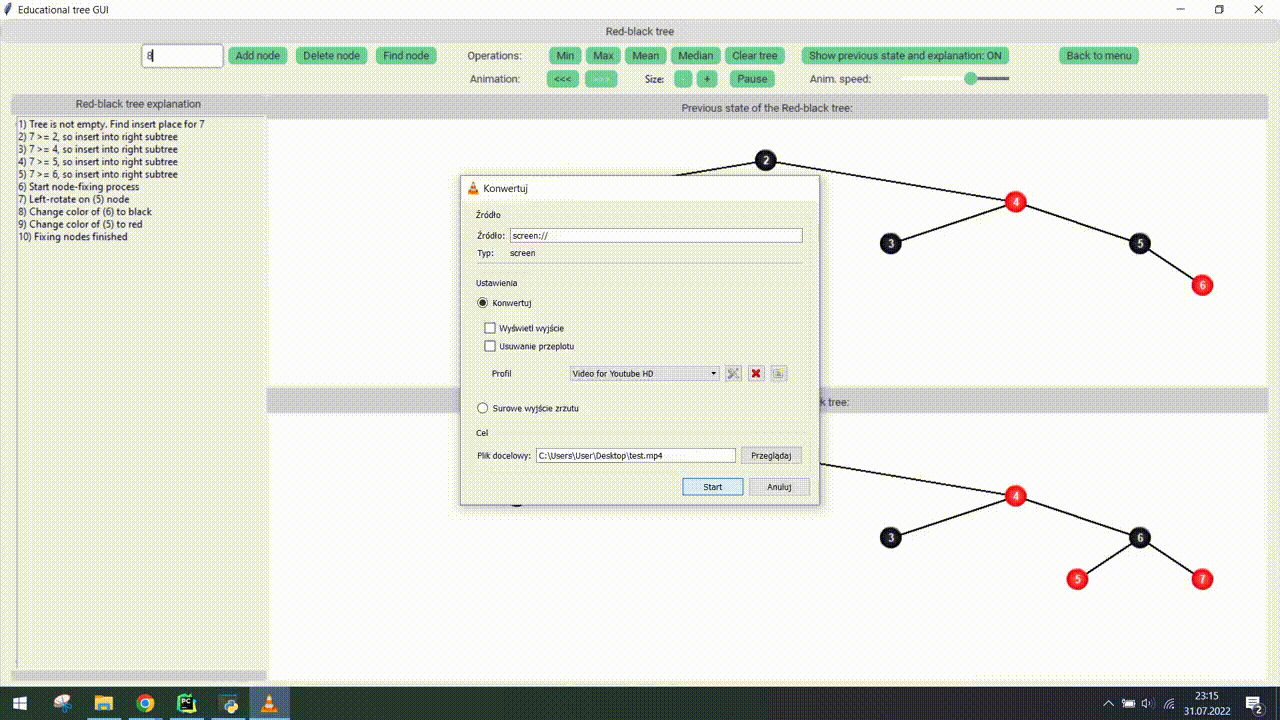 Educational tree GUI
Red-black tree
8 Add node Delete node Find node Operations: Min Max Mean Median Clear tree Show previous state and explanation: ON Back to menu
Animation: <<< >>> Size: - + Pause Anim. speed:
Red-black tree explanation
1) Tree is not empty. Find insert place for 7
2) 7 >= 2, so insert into right subtree
3) 7 >= 4, so insert into right subtree
4) 7 >= 5, so insert into right subtree
5) 7 >= 6, so insert into right subtree
6) Start node-fixing process
7) Left-rotate on (5) node
8) Change color of (6) to black
9) Change color of (5) to red
10) Fixing nodes finished
Previous state of the Red-black tree:
2
4
3 5
6
Konwertuj
Źródło
Źródło: screen://
Typ: screen
Ustawienia
Konwertuj
Wyświetl wyjście
Usuwanie przeplotu
Profil Video for Youtube HD
Surowe wyjście zrzutu
Cel
Plik docelowy: C:\Users\User\Desktop\test.mp4 Przeglądaj
Start Anuluj
tree:
4
3 6
5 7
23:15
31.07.2022
2